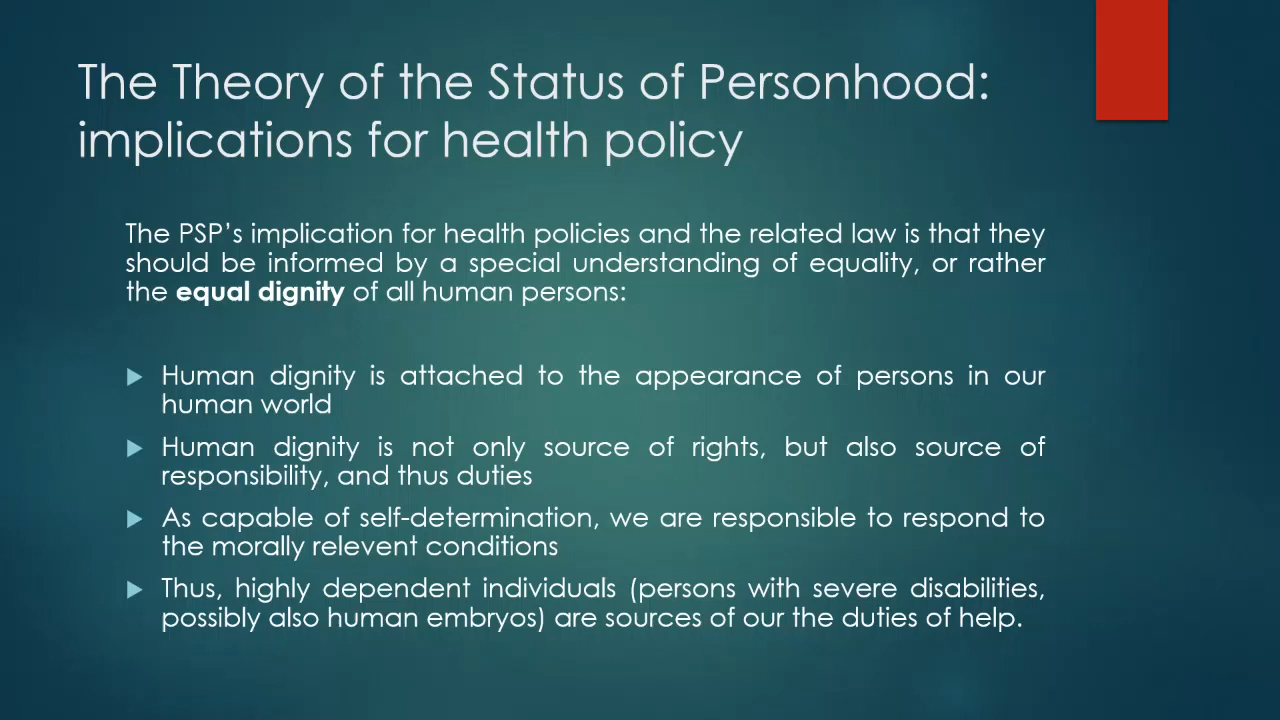 The Theory of the Status of Personhood:
implications for health policy
The PSP's implication for health policies and the related law is that they
should be informed by a special understanding of equality, or rather
the equal dignity of all human persons:
Human dignity is attached to the appearance of persons in our
human world
Human dignity is not only source of rights, but also source of
responsibility, and thus duties
As capable of self-determination, we are responsible to respond to
the morally relevent conditions
Thus, highly dependent individuals (persons with severe disabilities,
possibly also human embryos) are sources of our the duties of help.